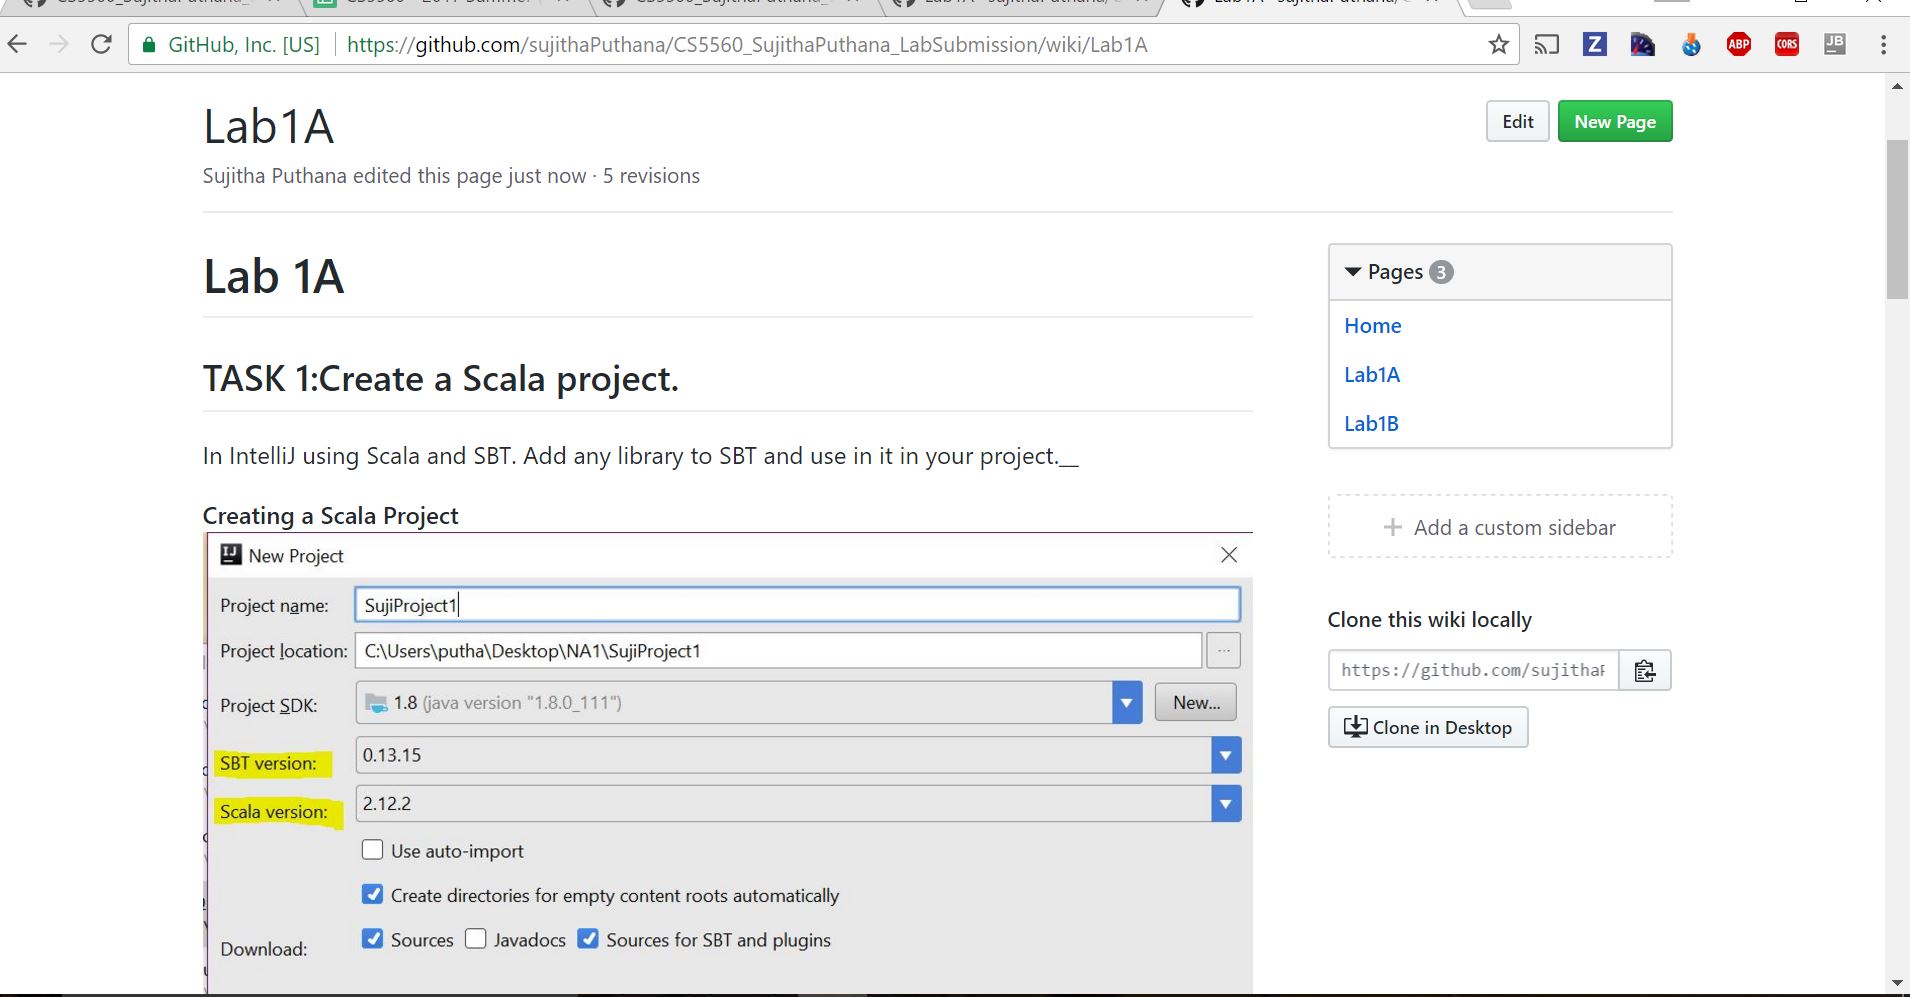 GitHub, Inc. [US]
https://github.com/sujithaPuthana/CS5560_SujithaPuthana_LabSubmission/wiki/Lab1A
Z
ABP
CORS
JB
Lab1A
Edit
New Page
Sujitha Puthana edited this page just now · 5 revisions
Lab 1A
Pages 3
Home
Lab1A
Lab1B
TASK 1:Create a Scala project.
In IntelliJ using Scala and SBT. Add any library to SBT and use in it in your project.__
Add a custom sidebar
Creating a Scala Project
Clone this wiki locally
https://github.com/sujithaP
Clone in Desktop
IJ New Project
Project name: SujiProject1
Project location: C:\Users\putha\Desktop\NA1\SujiProject1
...
Project SDK: 1.8 (java version "1.8.0_111")
New...
SBT version: 0.13.15
Scala version: 2.12.2
Use auto-import
Create directories for empty content roots automatically
Download: Sources Javadocs Sources for SBT and plugins